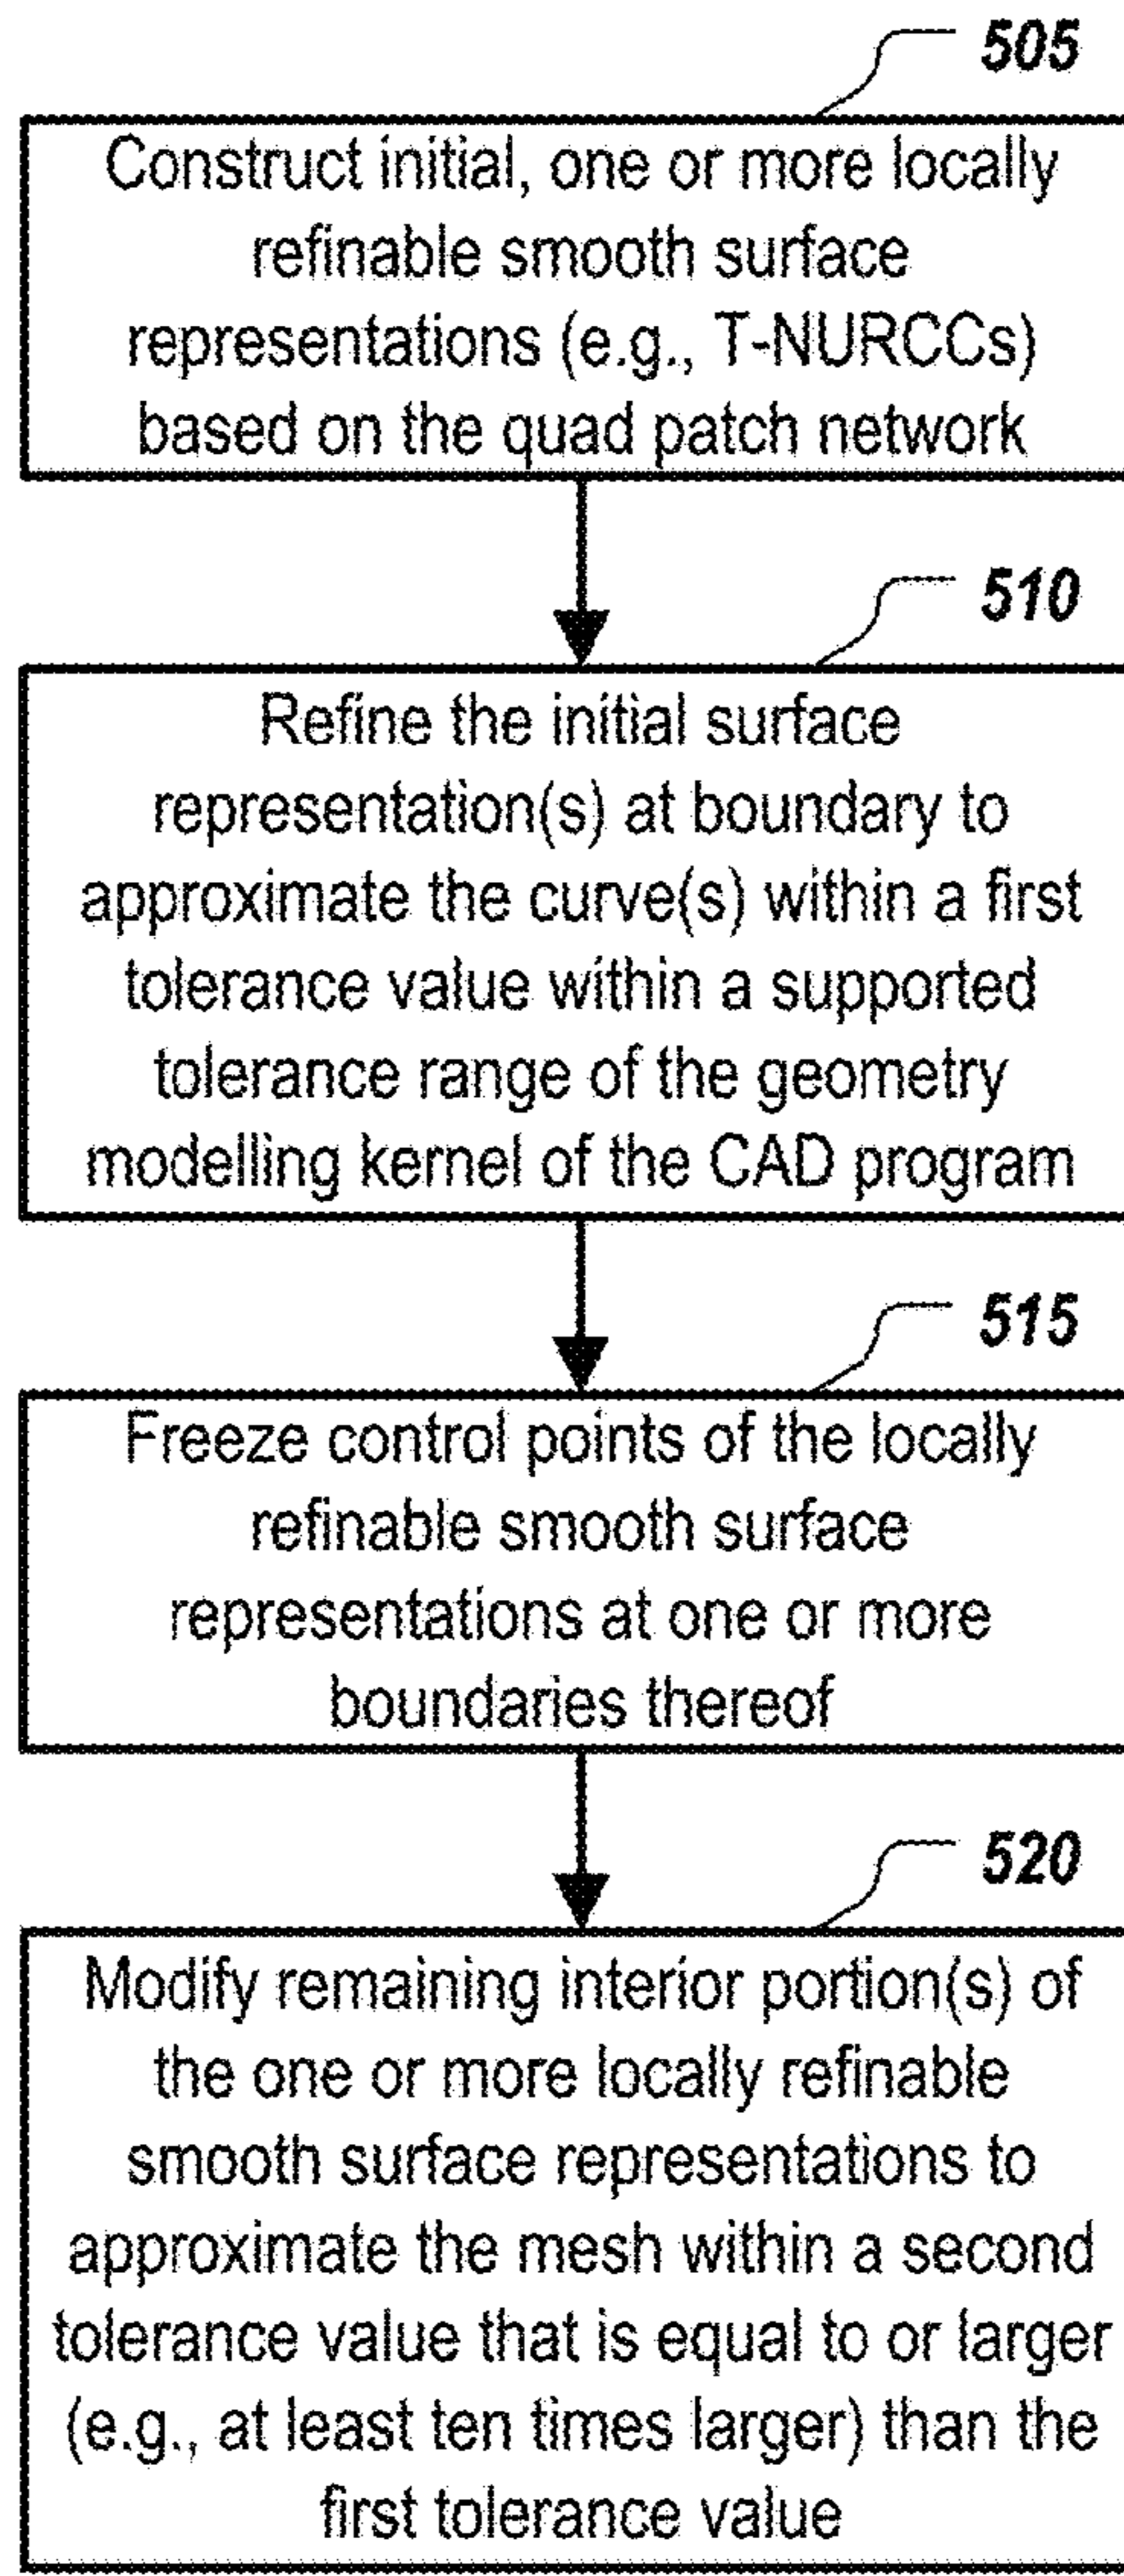 505
Construct initial, one or more locally
refinable smooth surface
representations (e.g., T-NURCCs)
based on the quad patch network
510
Refine the initial surface
representation(s) at boundary to
approximate the curve(s) within a first
tolerance value within a supported
tolerance range of the geometry
modelling kernel of the CAD program
515
Freeze control points of the locally
refinable smooth surface
representations at one or more
boundaries thereof
520
Modify remaining interior portion(s) of
the one or more locally refinable
smooth surface representations to
approximate the mesh within a second
tolerance value that is equal to or larger
(e.g., at least ten times larger) than the
first tolerance value